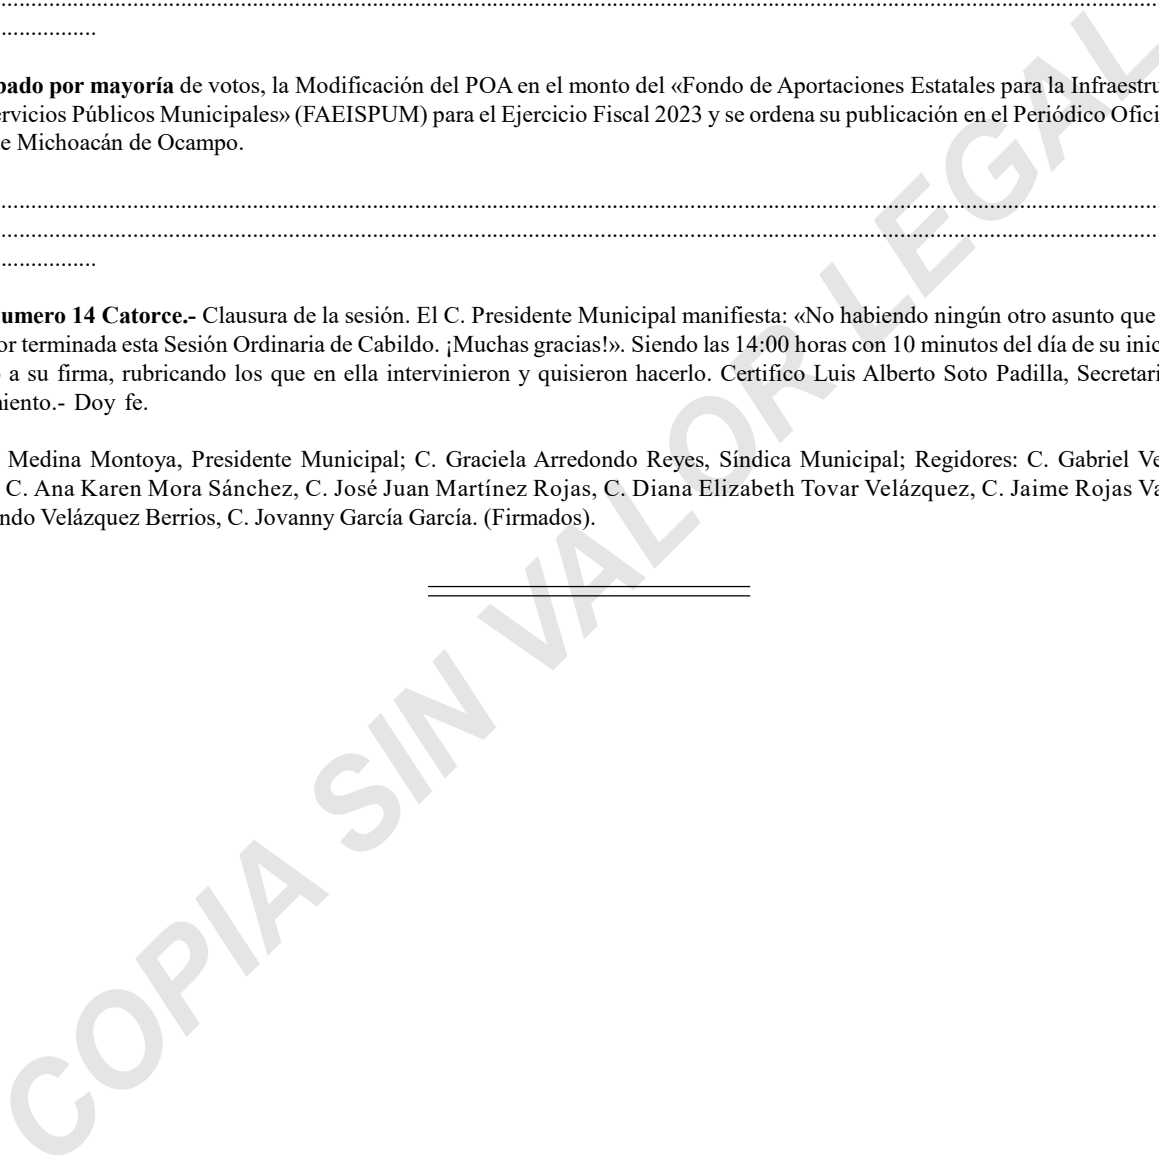 ...............................................................................................................................................................................................
.................
bado por mayoría de votos, la Modificación del POA en el monto del «Fondo de Aportaciones Estatales para la Infraestru
ervicios Públicos Municipales» (FAEISPUM) para el Ejercicio Fiscal 2023 y se ordena su publicación en el Periódico Ofici
e Michoacán de Ocampo.
...............................................................................................................................................................................................
...............................................................................................................................................................................................
.................
umero 14 Catorce.- Clausura de la sesión. El C. Presidente Municipal manifiesta: «No habiendo ningún otro asunto que
or terminada esta Sesión Ordinaria de Cabildo. ¡Muchas gracias!». Siendo las 14:00 horas con 10 minutos del día de su inic
o a su firma, rubricando los que en ella intervinieron y quisieron hacerlo. Certifico Luis Alberto Soto Padilla, Secretari
iento.- Doy fe.
Medina Montoya, Presidente Municipal; C. Graciela Arredondo Reyes, Síndica Municipal; Regidores: C. Gabriel Ve
C. Ana Karen Mora Sánchez, C. José Juan Martínez Rojas, C. Diana Elizabeth Tovar Velázquez, C. Jaime Rojas Va
ndo Velázquez Berrios, C. Jovanny García García. (Firmados).
COPIA SIN VALOR LEGAL